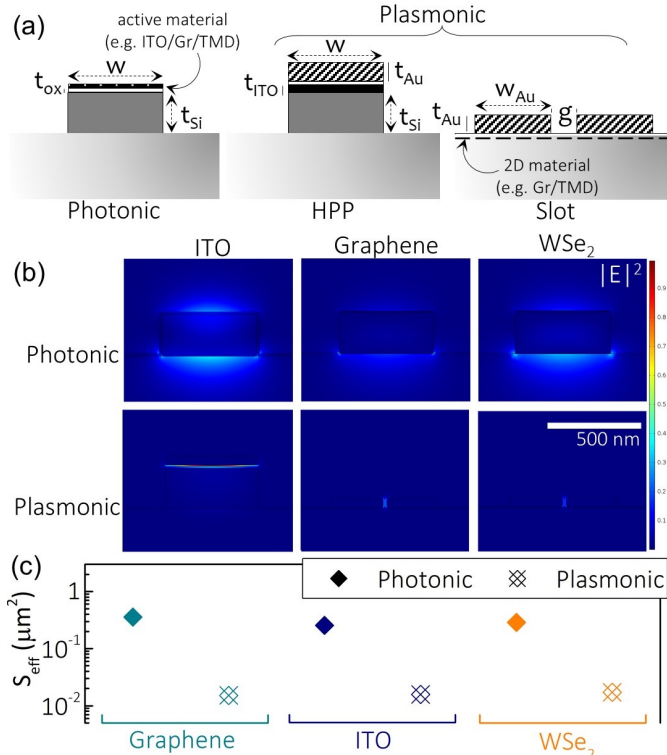 (a)
active material
(e.g. ITO/Gr/TMD)
Plasmonic
w
w
t_ox
t_Si
t_ITO
t_Au
t_Si
t_Au
w_Au
g
2D material
(e.g. Gr/TMD)
Photonic
HPP
Slot
(b)
ITO
Graphene
WSe₂
|E|²
Photonic
0.9
0.8
0.7
0.6
0.5
0.4
0.3
0.2
0.1
Plasmonic
500 nm
(c)
Photonic
Plasmonic
S_eff (μm²)
1
10⁻¹
10⁻²
Graphene
ITO
WSe₂